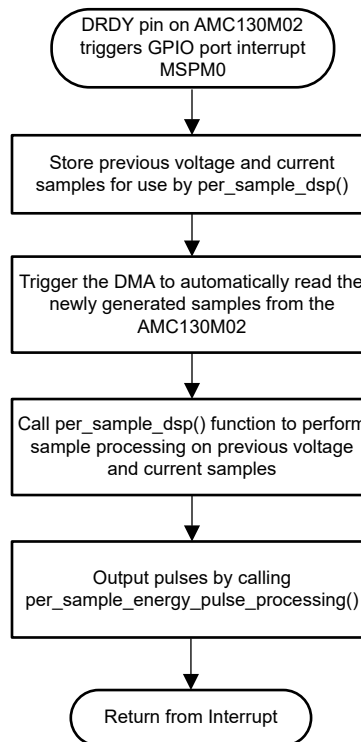 DRDY pin on AMC130M02
triggers GPIO port interrupt
MSPM0
Store previous voltage and current
samples for use by per_sample_dsp()
Trigger the DMA to automatically read the
newly generated samples from the
AMC130M02
Call per_sample_dsp() function to perform
sample processing on previous voltage
and current samples
Output pulses by calling
per_sample_energy_pulse_processing()
Return from Interrupt